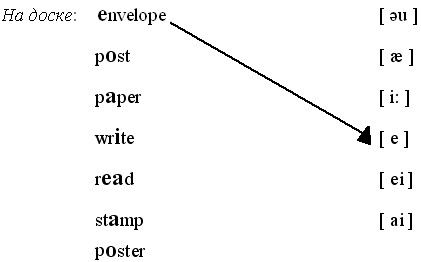 На доске: envelope [ əu ]
post [ æ ]
paper [ i: ]
write [ e ]
read [ ei ]
stamp [ ai ]
poster